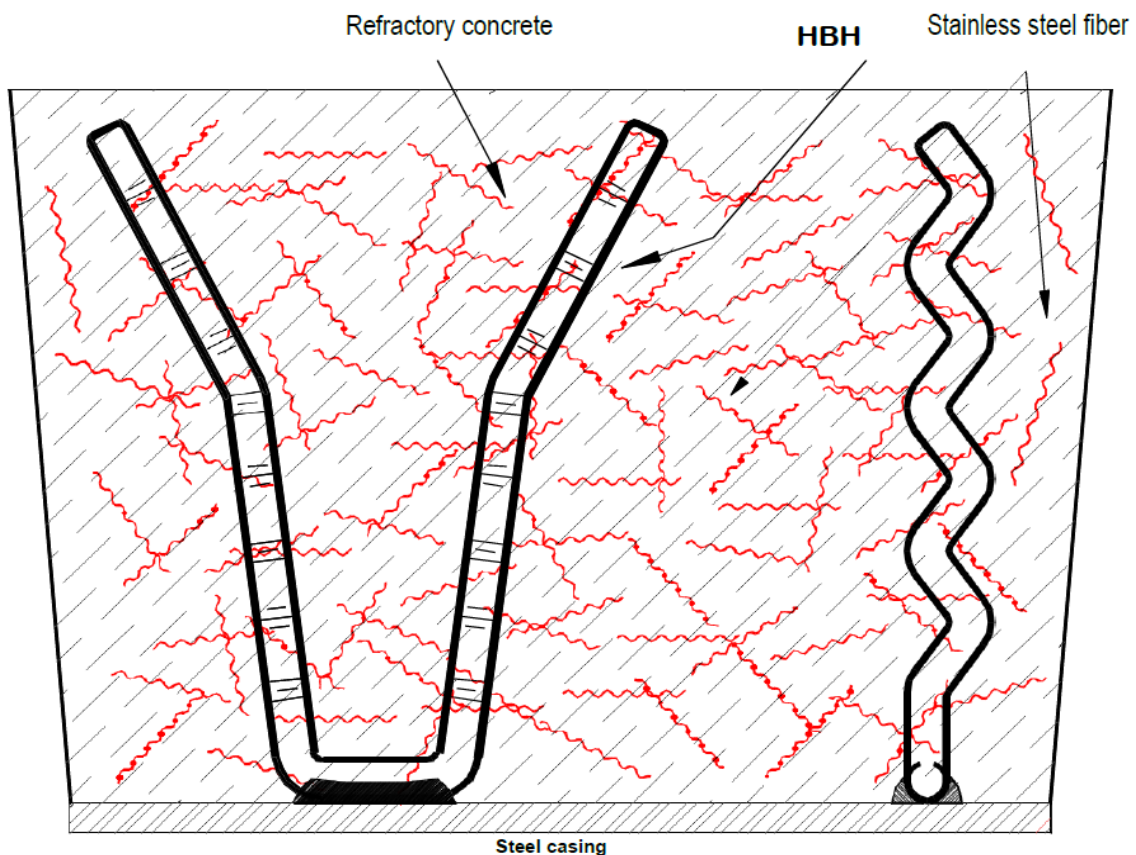 Refractory concrete
HBH
Stainless steel fiber
Steel casing